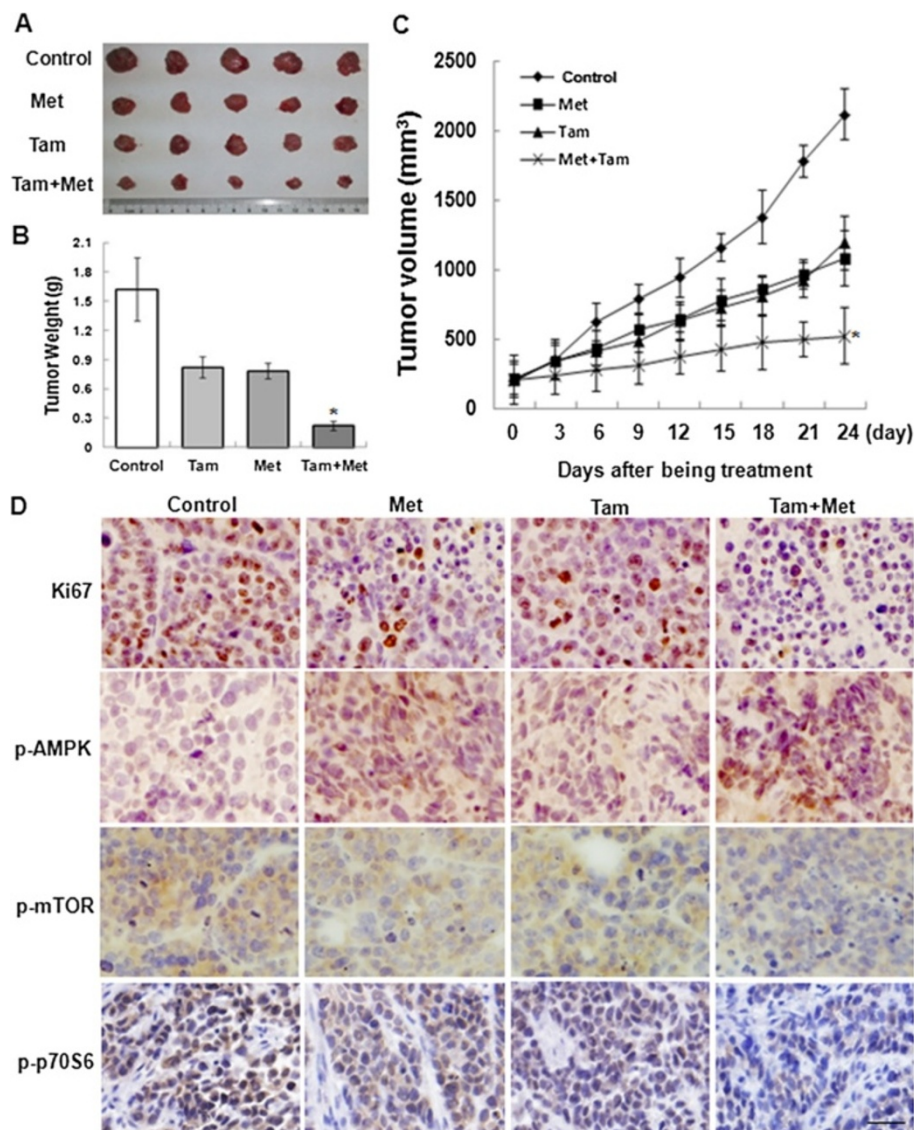 A
Control
Met
Tam
Tam+Met
B
Tumor Weight (g)
2.1
1.8
1.5
1.2
0.9
0.6
0.3
0
*
Control Tam Met Tam+Met
C
Tumor volume (mm³)
2500
2000
1500
1000
500
0
Control
Met
Tam
Met+Tam
*
0 3 6 9 12 15 18 21 24 (day)
Days after being treatment
D
Control Met Tam Tam+Met
Ki67
p-AMPK
p-mTOR
p-p70S6